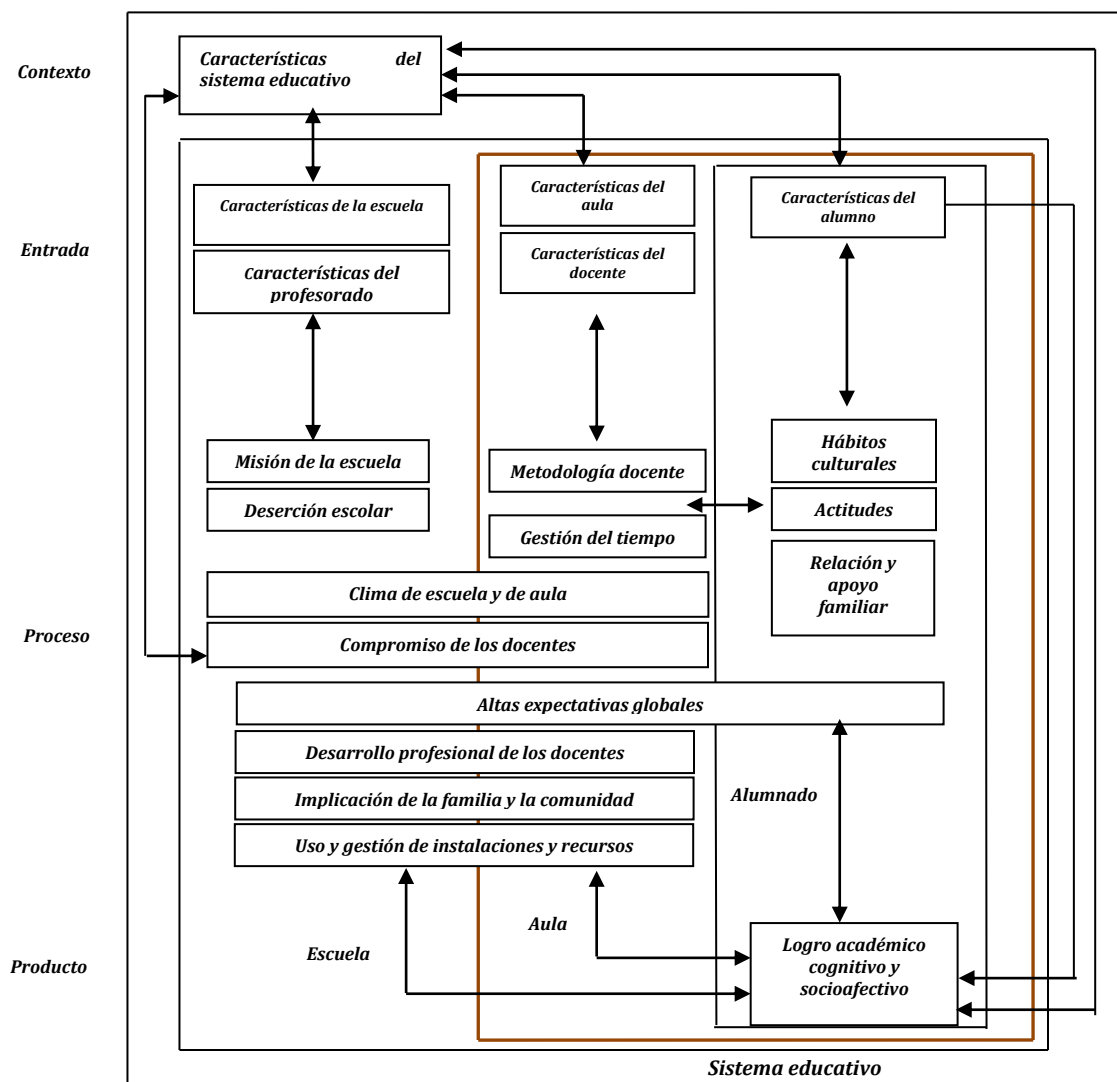 Contexto
Características del
sistema educativo
Entrada
Características de la escuela
Características del
profesorado
Características del
aula
Características del
docente
Características del
alumno
Misión de la escuela
Deserción escolar
Metodología docente
Gestión del tiempo
Hábitos
culturales
Actitudes
Relación y
apoyo
familiar
Proceso
Clima de escuela y de aula
Compromiso de los docentes
Altas expectativas globales
Desarrollo profesional de los docentes
Implicación de la familia y la comunidad
Uso y gestión de instalaciones y recursos
Alumnado
Producto
Escuela
Aula
Logro académico
cognitivo y
socioafectivo
Sistema educativo